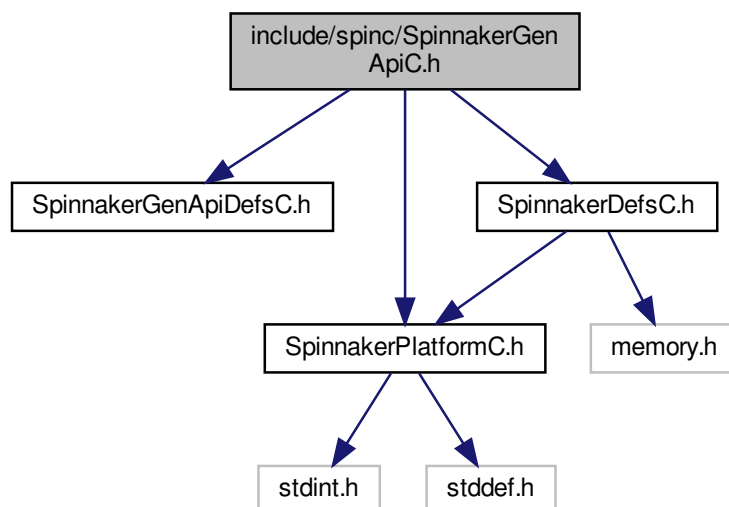 include/spinc/SpinnakerGen
ApiC.h
SpinnakerGenApiDefsC.h
SpinnakerDefsC.h
SpinnakerPlatformC.h
memory.h
stdint.h
stddef.h